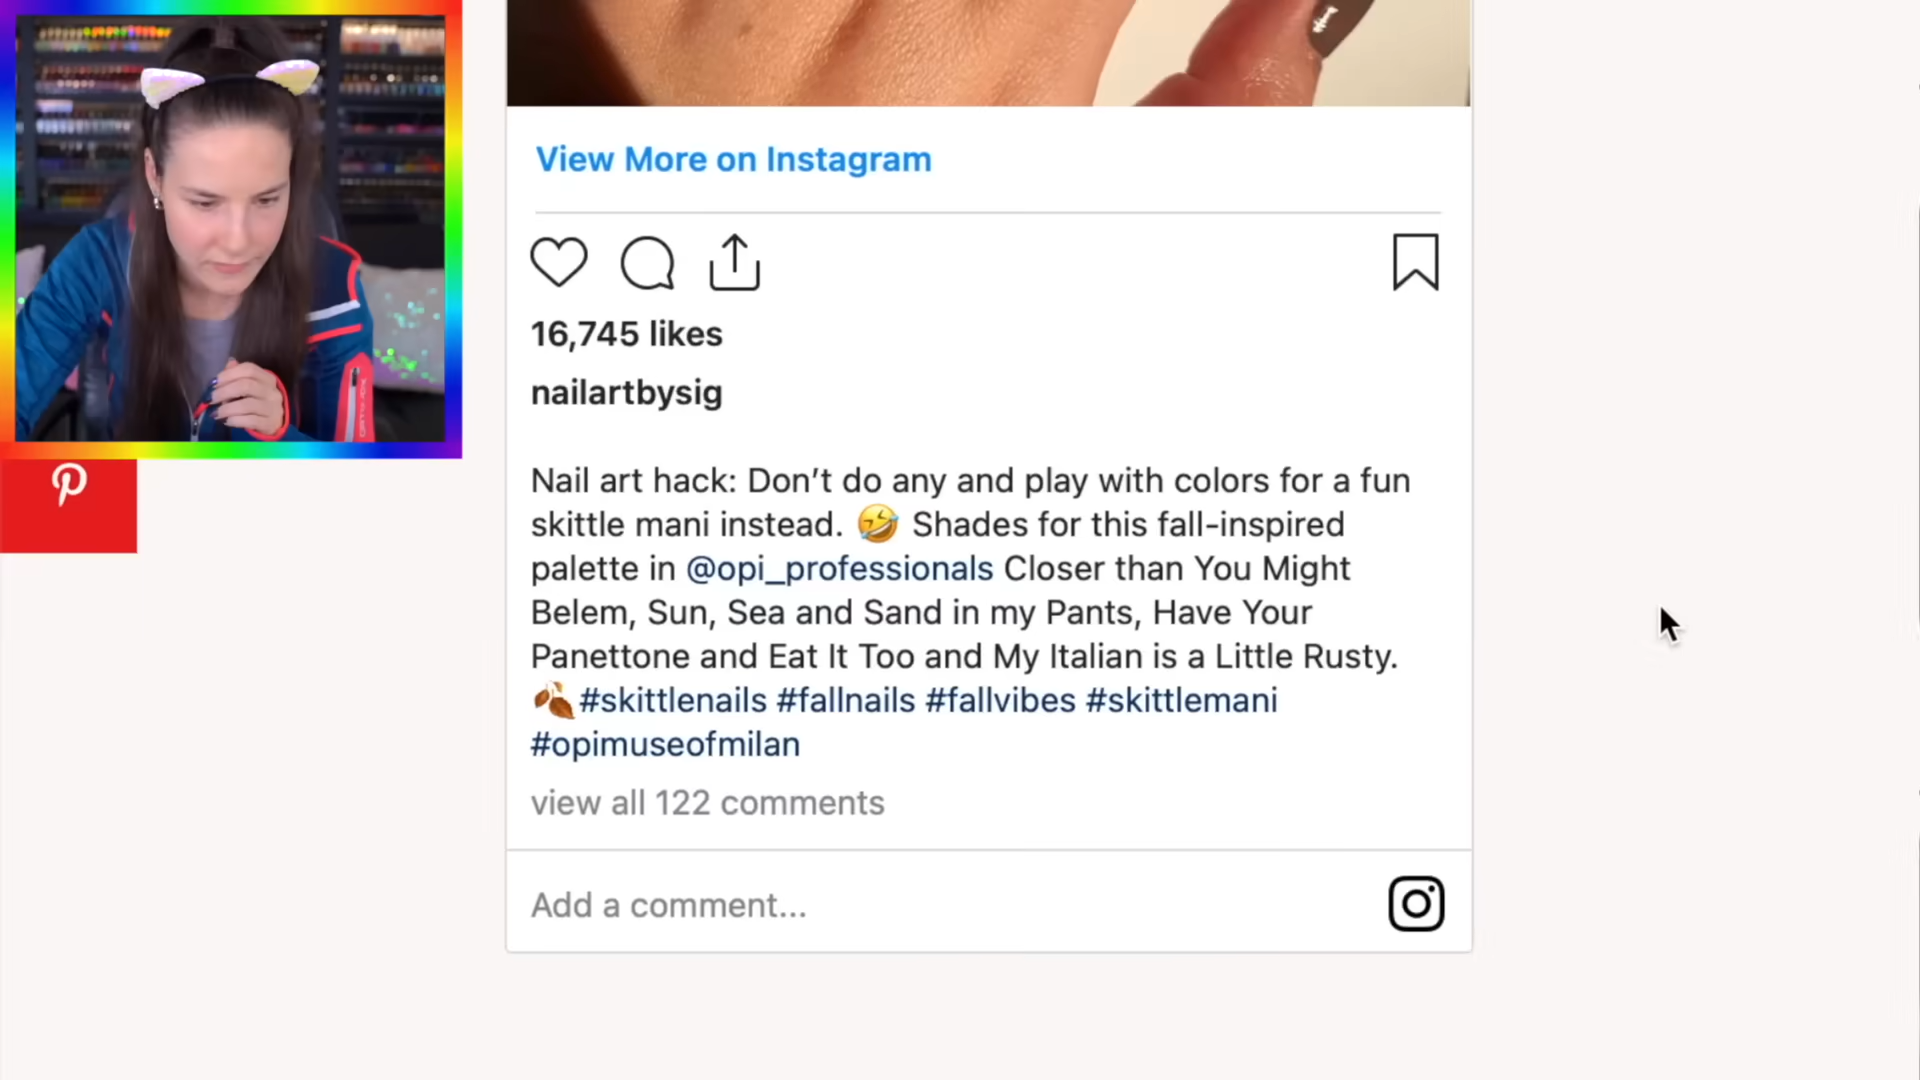 View More on Instagram
16,745 likes
nailartbysig
Nail art hack: Don’t do any and play with colors for a fun
skittle mani instead. 🤣 Shades for this fall-inspired
palette in @opi_professionals Closer than You Might
Belem, Sun, Sea and Sand in my Pants, Have Your
Panettone and Eat It Too and My Italian is a Little Rusty.
🍂#skittlenails #fallnails #fallvibes #skittlemani
#opimuseofmilan
view all 122 comments
Add a comment...